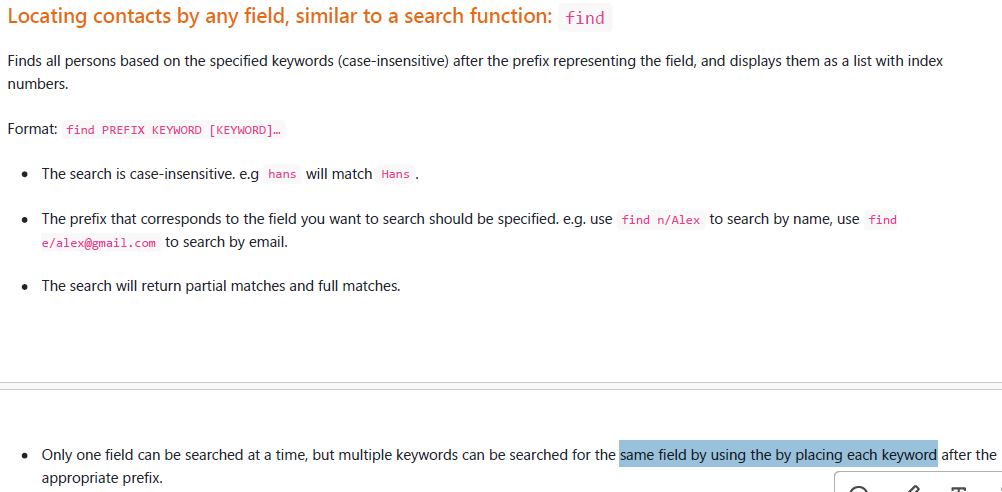 Locating contacts by any field, similar to a search function: find
Finds all persons based on the specified keywords (case-insensitive) after the prefix representing the field, and displays them as a list with index
numbers.
Format: find PREFIX KEYWORD [KEYWORD]…
• The search is case-insensitive. e.g hans will match Hans .
• The prefix that corresponds to the field you want to search should be specified. e.g. use find n/Alex to search by name, use find
e/alex@gmail.com to search by email.
• The search will return partial matches and full matches.
• Only one field can be searched at a time, but multiple keywords can be searched for the same field by using the by placing each keyword after the
appropriate prefix.